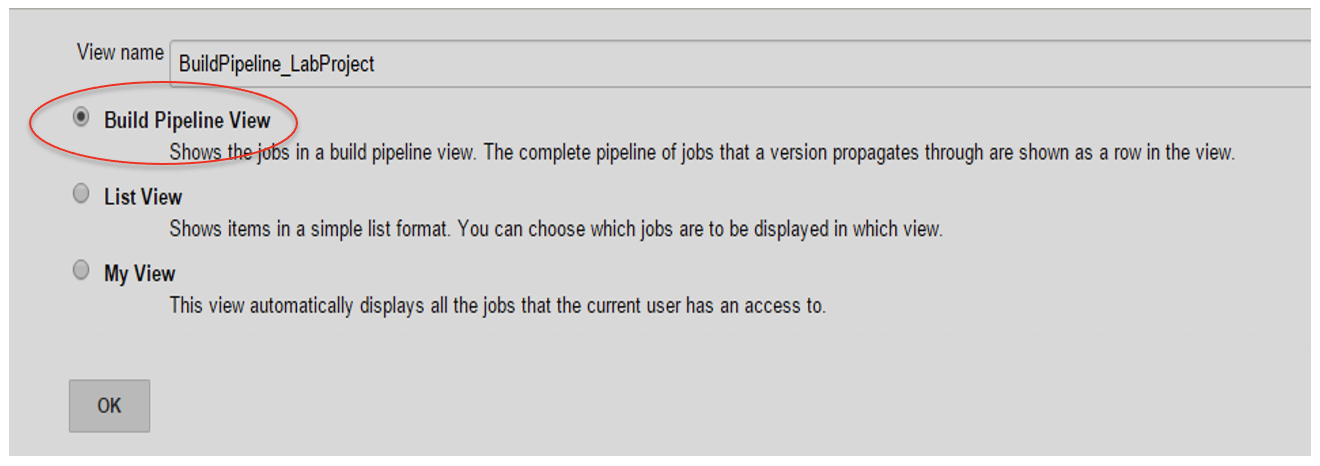 View name
BuildPipeline_LabProject
Build Pipeline View
Shows the jobs in a build pipeline view. The complete pipeline of jobs that a version propagates through are shown as a row in the view.
List View
Shows items in a simple list format. You can choose which jobs are to be displayed in which view.
My View
This view automatically displays all the jobs that the current user has an access to.
OK